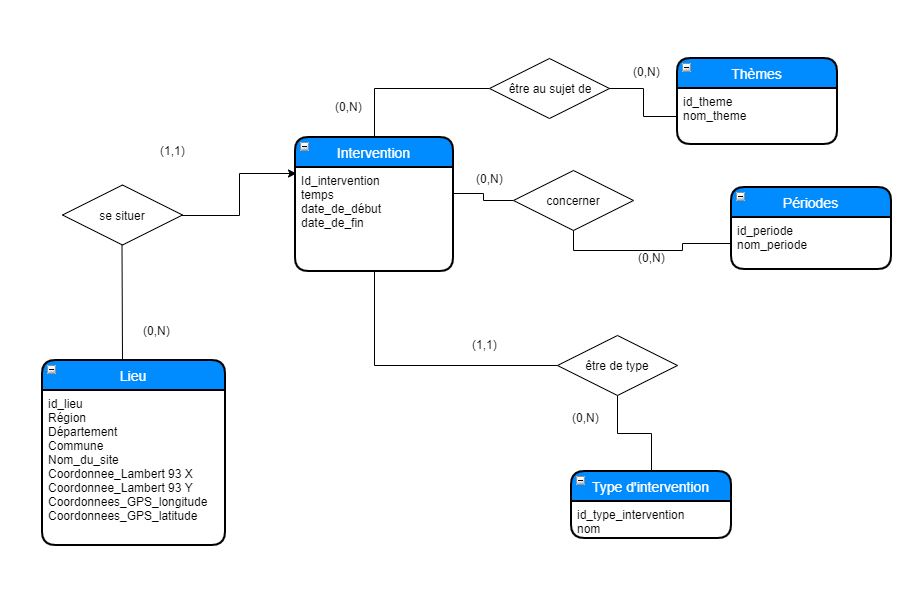 (0,N)
Thèmes
être au sujet de
id_theme
nom_theme
(0,N)
(1,1)
Intervention
Id_intervention
temps
date_de_début
date_de_fin
(0,N)
concerner
Périodes
id_periode
nom_periode
(0,N)
se situer
(0,N)
(1,1)
être de type
Lieu
id_lieu
Région
Département
Commune
Nom_du_site
Coordonnee_Lambert 93 X
Coordonnee_Lambert 93 Y
Coordonnees_GPS_longitude
Coordonnees_GPS_latitude
(0,N)
Type d'intervention
id_type_intervention
nom